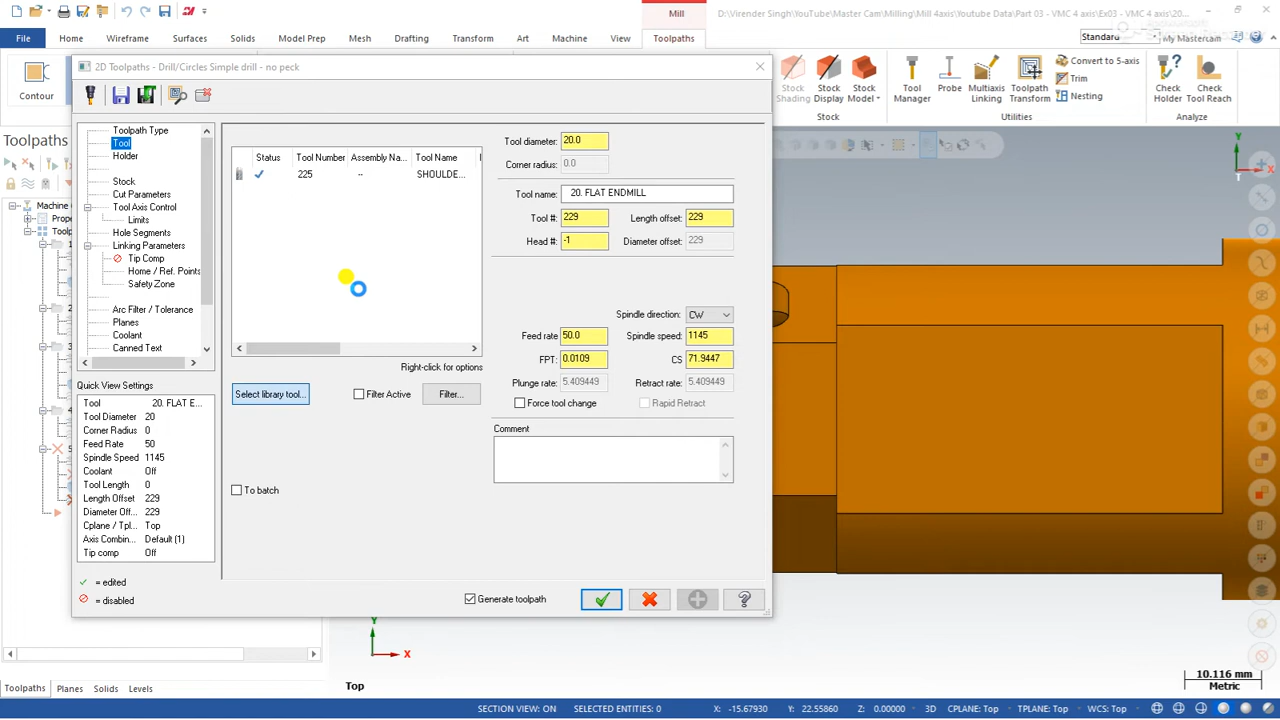 Mill
D:\Virender Singh\YouTube\Master Cam\Milling\Mill 4axis\Youtube Data\Part 03 - VMC 4 axis\Ex03 - VMC 4 axis\20...
File Home Wireframe Surfaces Solids Model Prep Mesh Drafting Transform Art Machine View Toolpaths Standard My Mastercam
2D Toolpaths - Drill/Circles Simple drill - no peck
Contour
Stock Shading
Stock Display
Stock Model
Stock
Tool Manager
Probe
Multiaxis Linking
Toolpath Transform
Convert to 5-axis
Trim
Nesting
Utilities
Check Holder
Check Tool Reach
Analyze
Toolpaths
Machine
Prope
Toolp
Toolpath Type
Tool
Holder
Stock
Cut Parameters
Tool Axis Control
Limits
Hole Segments
Linking Parameters
Tip Comp
Home / Ref. Points
Safety Zone
Arc Filter / Tolerance
Planes
Coolant
Canned Text
Quick View Settings
Tool 20. FLAT E...
Tool Diameter 20
Corner Radius 0
Feed Rate 50
Spindle Speed 1145
Coolant Off
Tool Length 0
Length Offset 229
Diameter Off... 229
Cplane / Tpl... Top
Axis Combin... Default (1)
Tip comp Off
= edited
= disabled
Status Tool Number Assembly Na... Tool Name
225 -- SHOULDE...
Right-click for options
Select library tool...
Filter Active
Filter...
To batch
Tool diameter: 20.0
Corner radius: 0.0
Tool name: 20. FLAT ENDMILL
Tool #: 229 Length offset: 229
Head #: -1 Diameter offset: 229
Spindle direction: CW
Feed rate: 50.0 Spindle speed: 1145
FPT: 0.0109 CS 71.9447
Plunge rate: 5.409449 Retract rate: 5.409449
Force tool change Rapid Retract
Comment
Generate toolpath
Y
X
T
Y
X
Top
10.116 mm
Metric
Toolpaths Planes Solids Levels
SECTION VIEW: ON SELECTED ENTITIES: 0 X: -15.67930 Y: 22.55860 Z: 0.00000 3D CPLANE: Top TPLANE: Top WCS: Top